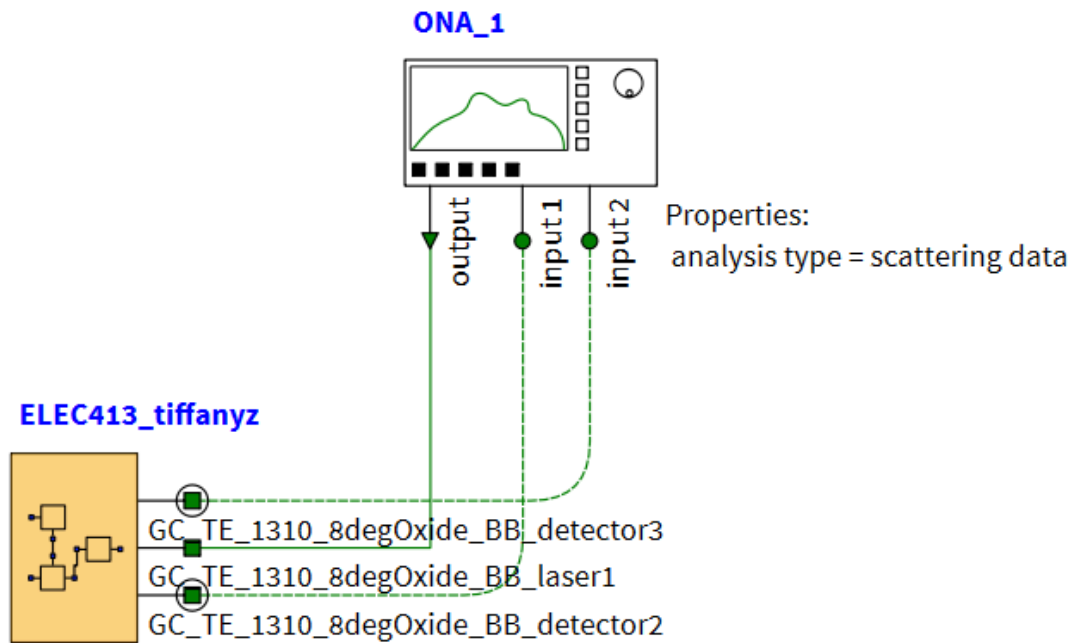 ONA_1
output
input 1
input 2
Properties:
analysis type = scattering data
ELEC413_tiffanyz
GC_TE_1310_8degOxide_BB_detector3
GC_TE_1310_8degOxide_BB_laser1
GC_TE_1310_8degOxide_BB_detector2